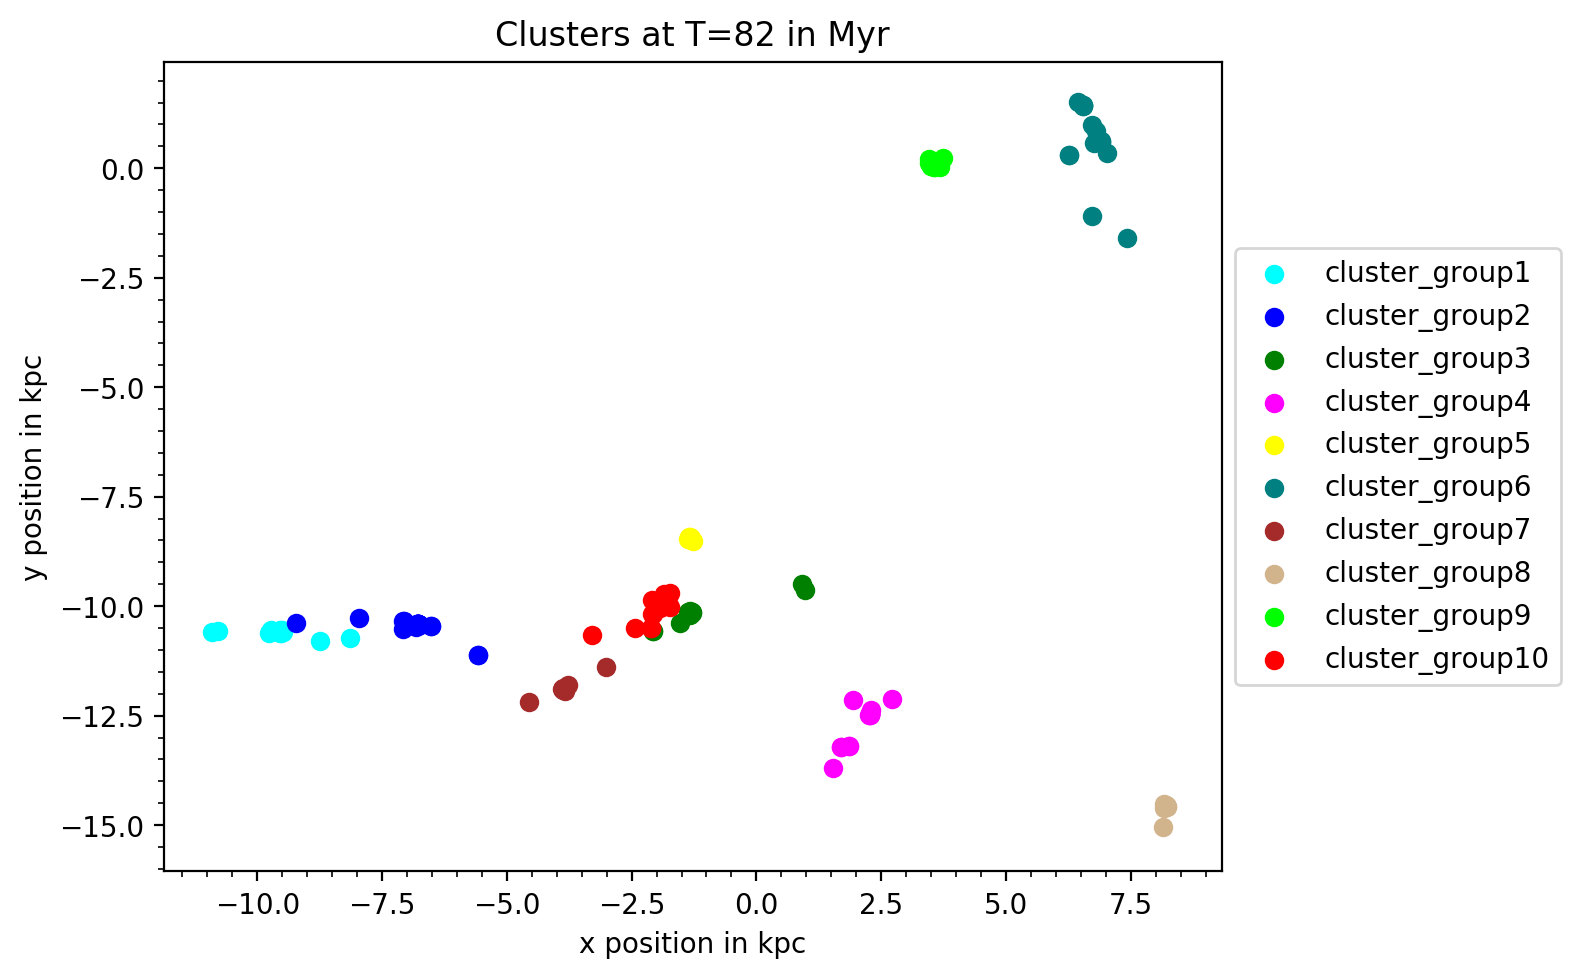 Clusters at T=82 in Myr
y position in kpc
0.0
−2.5
−5.0
−7.5
−10.0
−12.5
−15.0
−10.0 −7.5 −5.0 −2.5 0.0 2.5 5.0 7.5
x position in kpc
cluster_group1
cluster_group2
cluster_group3
cluster_group4
cluster_group5
cluster_group6
cluster_group7
cluster_group8
cluster_group9
cluster_group10